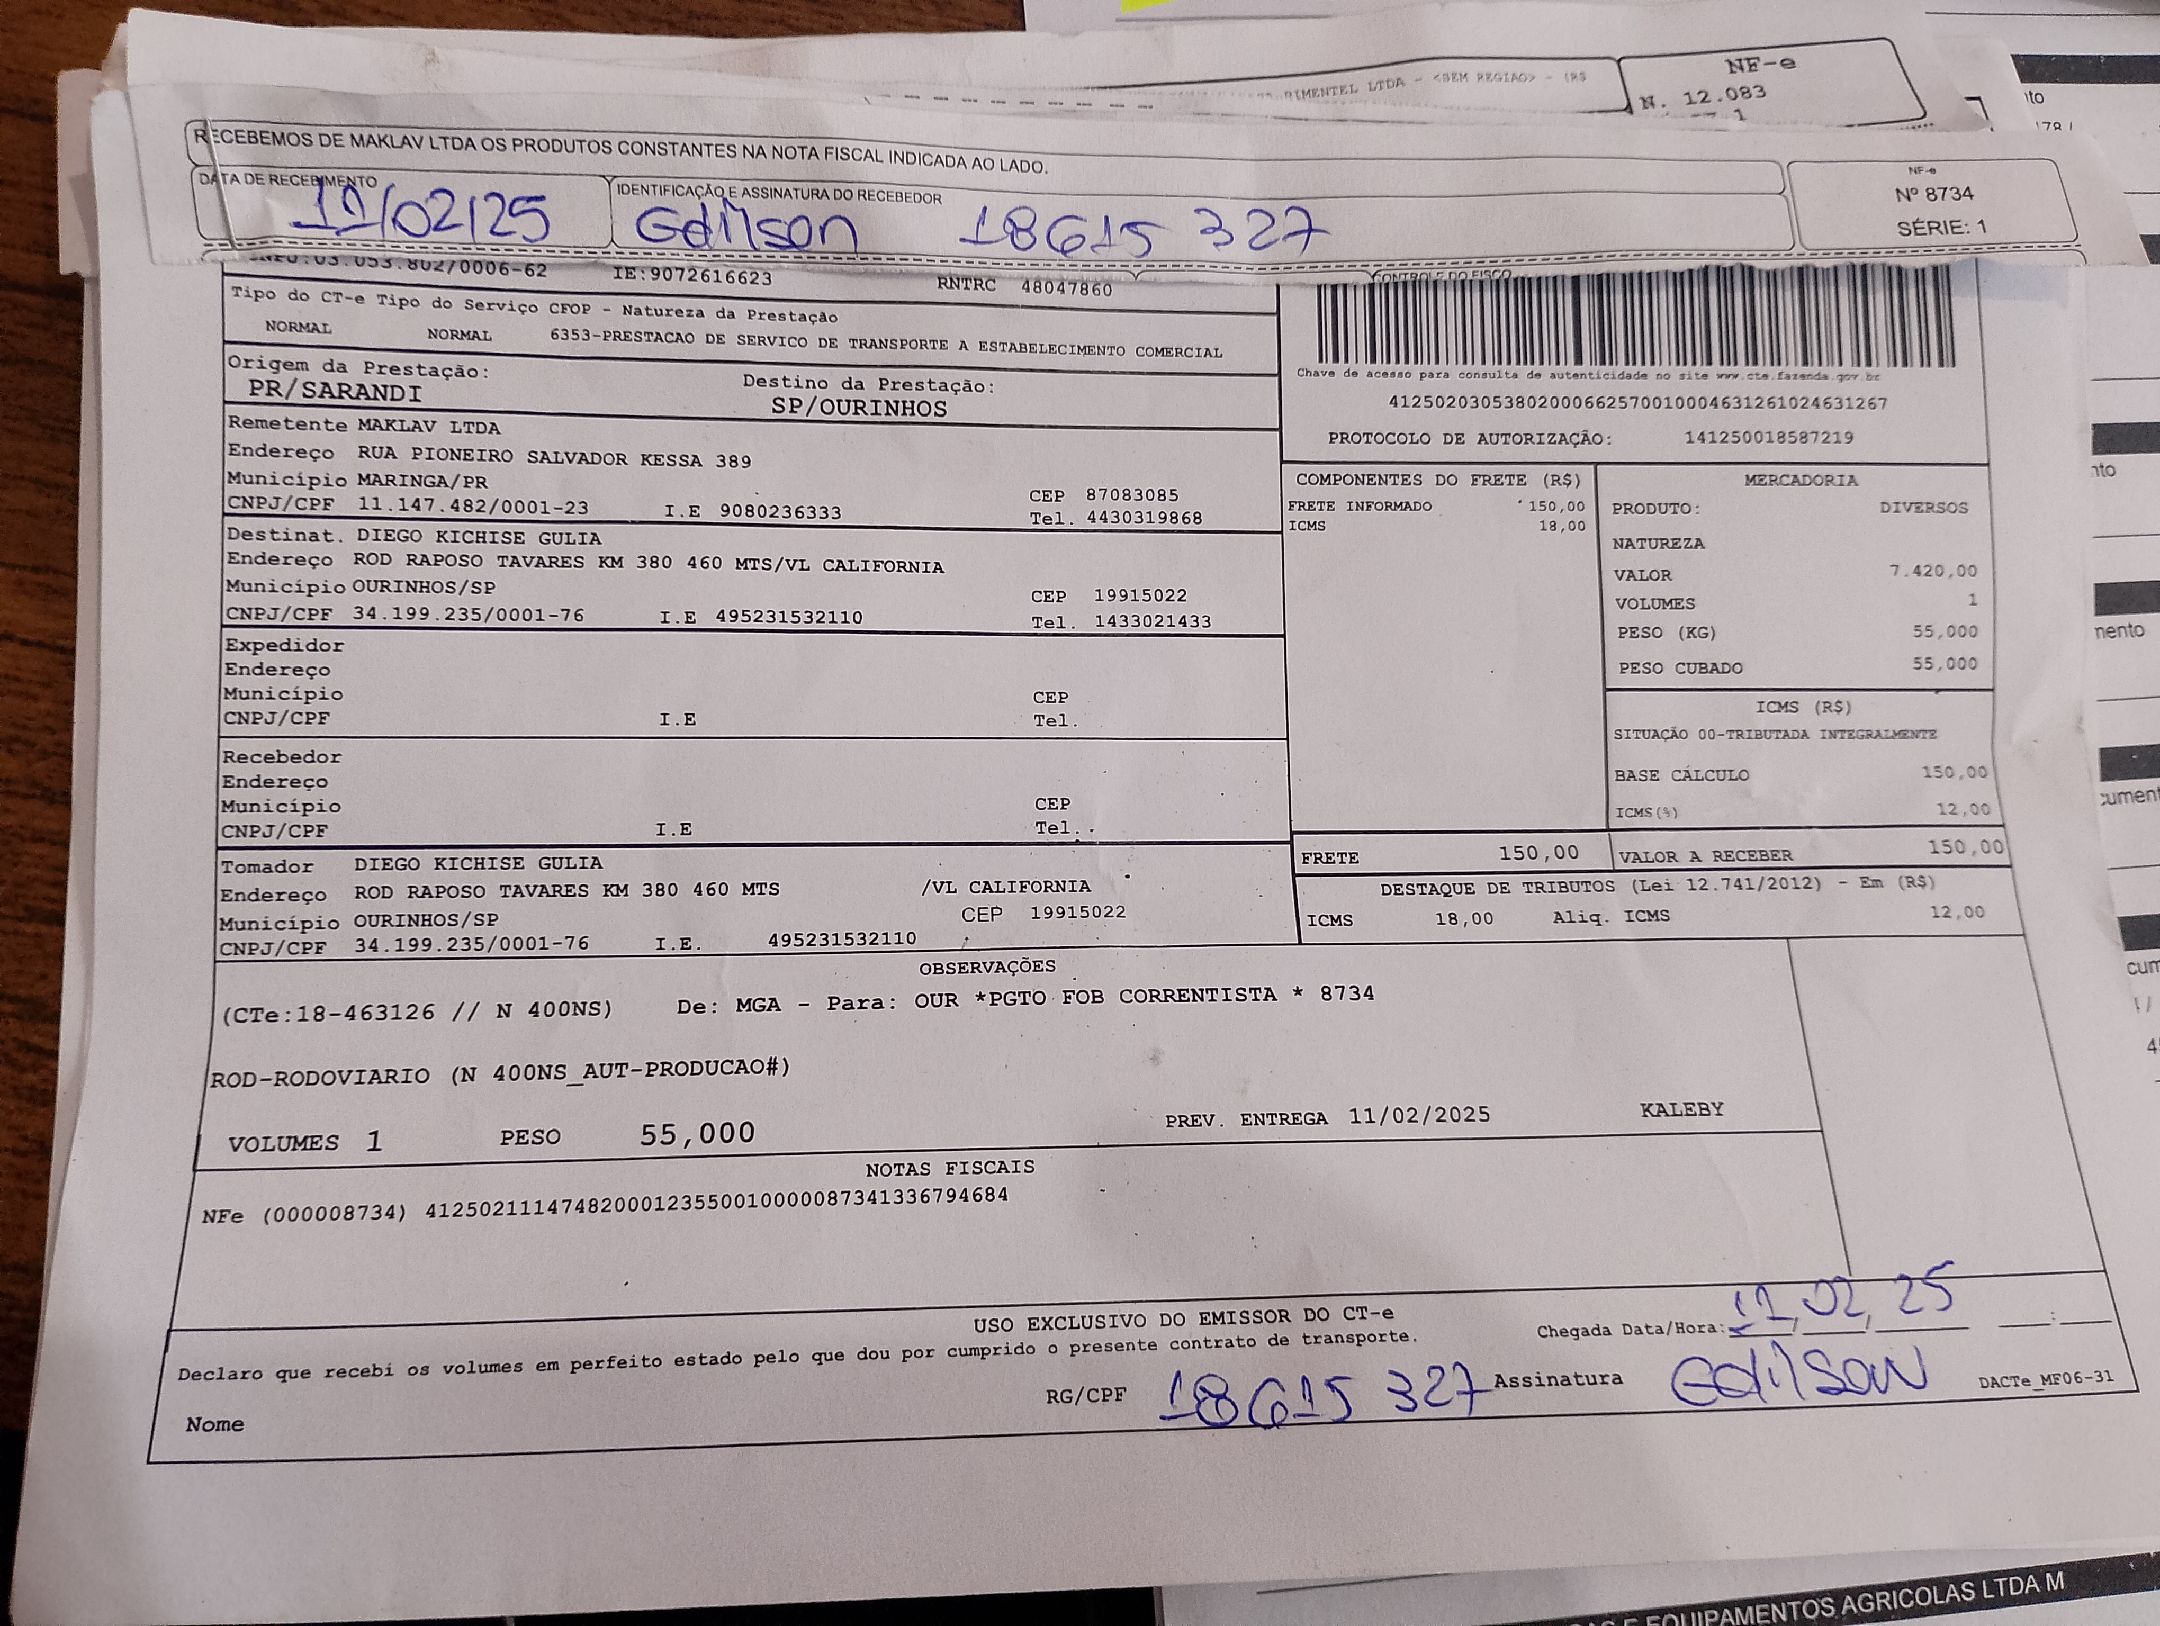 PIMENTEL LTDA - <SEM REGIAO> - (R$
NF-e
N. 12.083
1
RECEBEMOS DE MAKLAV LTDA OS PRODUTOS CONSTANTES NA NOTA FISCAL INDICADA AO LADO.
DATA DE RECEBIMENTO
11/02/25
IDENTIFICAÇÃO E ASSINATURA DO RECEBEDOR
Edilson 18615 327
NF-e
Nº 8734
SÉRIE: 1
CNPJ:03.053.802/0006-62 IE:9072616623 RNTRC 48047860
CONTROLE DO FISCO
Tipo do CT-e Tipo do Serviço CFOP - Natureza da Prestação
NORMAL NORMAL 6353-PRESTACAO DE SERVICO DE TRANSPORTE A ESTABELECIMENTO COMERCIAL
Chave de acesso para consulta de autenticidade no site www.cte.fazenda.gov.br
41250203053802000662570010004631261024631267
PROTOCOLO DE AUTORIZAÇÃO: 141250018587219
Origem da Prestação:
PR/SARANDI
Destino da Prestação:
SP/OURINHOS
Remetente MAKLAV LTDA
Endereço RUA PIONEIRO SALVADOR KESSA 389
Município MARINGA/PR CEP 87083085
CNPJ/CPF 11.147.482/0001-23 I.E 9080236333 Tel. 4430319868
Destinat. DIEGO KICHISE GULIA
Endereço ROD RAPOSO TAVARES KM 380 460 MTS/VL CALIFORNIA
Município OURINHOS/SP CEP 19915022
CNPJ/CPF 34.199.235/0001-76 I.E 495231532110 Tel. 1433021433
Expedidor
Endereço
Município CEP
CNPJ/CPF I.E Tel.
Recebedor
Endereço
Município CEP
CNPJ/CPF I.E Tel.
Tomador DIEGO KICHISE GULIA
Endereço ROD RAPOSO TAVARES KM 380 460 MTS /VL CALIFORNIA
Município OURINHOS/SP CEP 19915022
CNPJ/CPF 34.199.235/0001-76 I.E. 495231532110
COMPONENTES DO FRETE (R$)
FRETE INFORMADO 150,00
ICMS 18,00
MERCADORIA
PRODUTO: DIVERSOS
NATUREZA
VALOR 7.420,00
VOLUMES 1
PESO (KG) 55,000
PESO CUBADO 55,000
ICMS (R$)
SITUAÇÃO 00-TRIBUTADA INTEGRALMENTE
BASE CÁLCULO 150,00
ICMS(%) 12,00
FRETE 150,00 VALOR A RECEBER 150,00
DESTAQUE DE TRIBUTOS (Lei 12.741/2012) - Em (R$)
ICMS 18,00 Aliq. ICMS 12,00
OBSERVAÇÕES
(CTe:18-463126 // N 400NS) De: MGA - Para: OUR *PGTO FOB CORRENTISTA * 8734
ROD-RODOVIARIO (N 400NS_AUT-PRODUCAO#)
VOLUMES 1 PESO 55,000 PREV. ENTREGA 11/02/2025 KALEBY
NOTAS FISCAIS
NFe (000008734) 41250211147482000123550010000087341336794684
USO EXCLUSIVO DO EMISSOR DO CT-e
Declaro que recebi os volumes em perfeito estado pelo que dou por cumprido o presente contrato de transporte.
Chegada Data/Hora: 11/02/25 :
Nome RG/CPF 18615 327 Assinatura Edilson DACTe_MF06-31
E EQUIPAMENTOS AGRICOLAS LTDA M